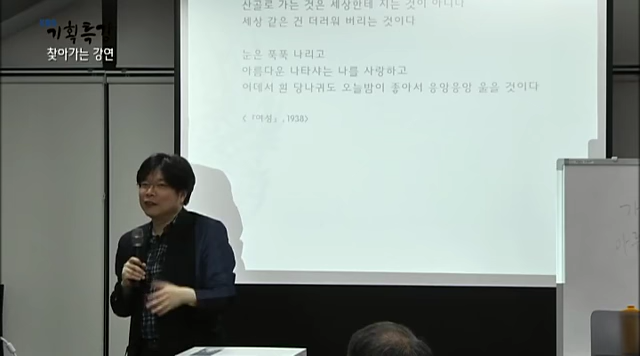 기획특강
찾아가는 강연
산골로 가는 것은 세상한테 지는 것이 아니다
세상 같은 건 더러워 버리는 것이다
눈은 푹푹 나리고
아름다운 나타샤는 나를 사랑하고
어데서 흰 당나귀도 오늘밤이 좋아서 응앙응앙 울을 것이다
<『여성』, 1938>